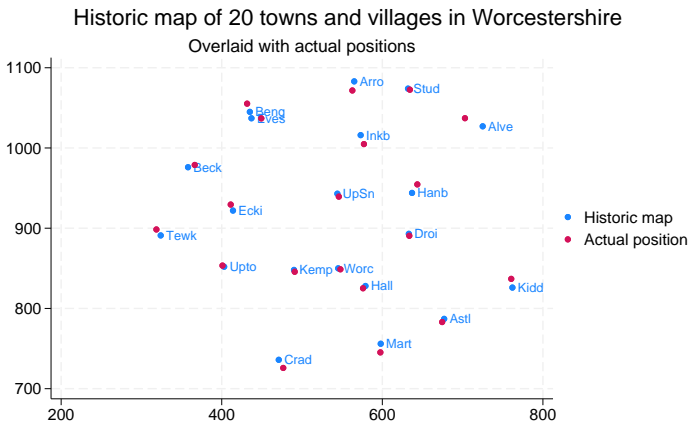 Historic map of 20 towns and villages in Worcestershire
Overlaid with actual positions
1100
1000
900
800
700
200
400
600
800
Arro
Stud
Beng
Eves
Alve
Inkb
Beck
UpSn
Hanb
Ecki
Tewk
Droi
Upto
Kemp
Worc
Hall
Kidd
Astl
Mart
Crad
Historic map
Actual position